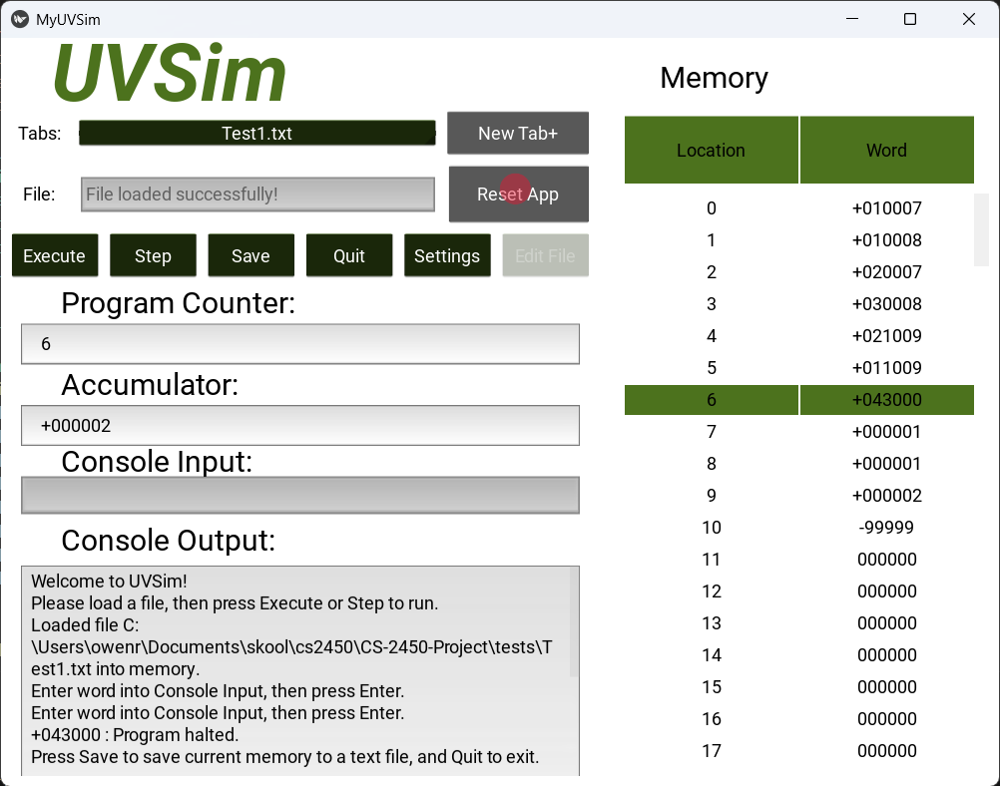 MyUVSim
UVSim
Tabs:
Test1.txt
New Tab+
File:
File loaded successfully!
Reset App
Execute
Step
Save
Quit
Settings
Edit File
Program Counter:
6
Accumulator:
+000002
Console Input:
Console Output:
Welcome to UVSim!
Please load a file, then press Execute or Step to run.
Loaded file C:
\Users\owenr\Documents\skool\cs2450\CS-2450-Project\tests\T
est1.txt into memory.
Enter word into Console Input, then press Enter.
Enter word into Console Input, then press Enter.
+043000 : Program halted.
Press Save to save current memory to a text file, and Quit to exit.
Memory
Location Word
0 +010007
1 +010008
2 +020007
3 +030008
4 +021009
5 +011009
6 +043000
7 +000001
8 +000001
9 +000002
10 -99999
11 000000
12 000000
13 000000
14 000000
15 000000
16 000000
17 000000